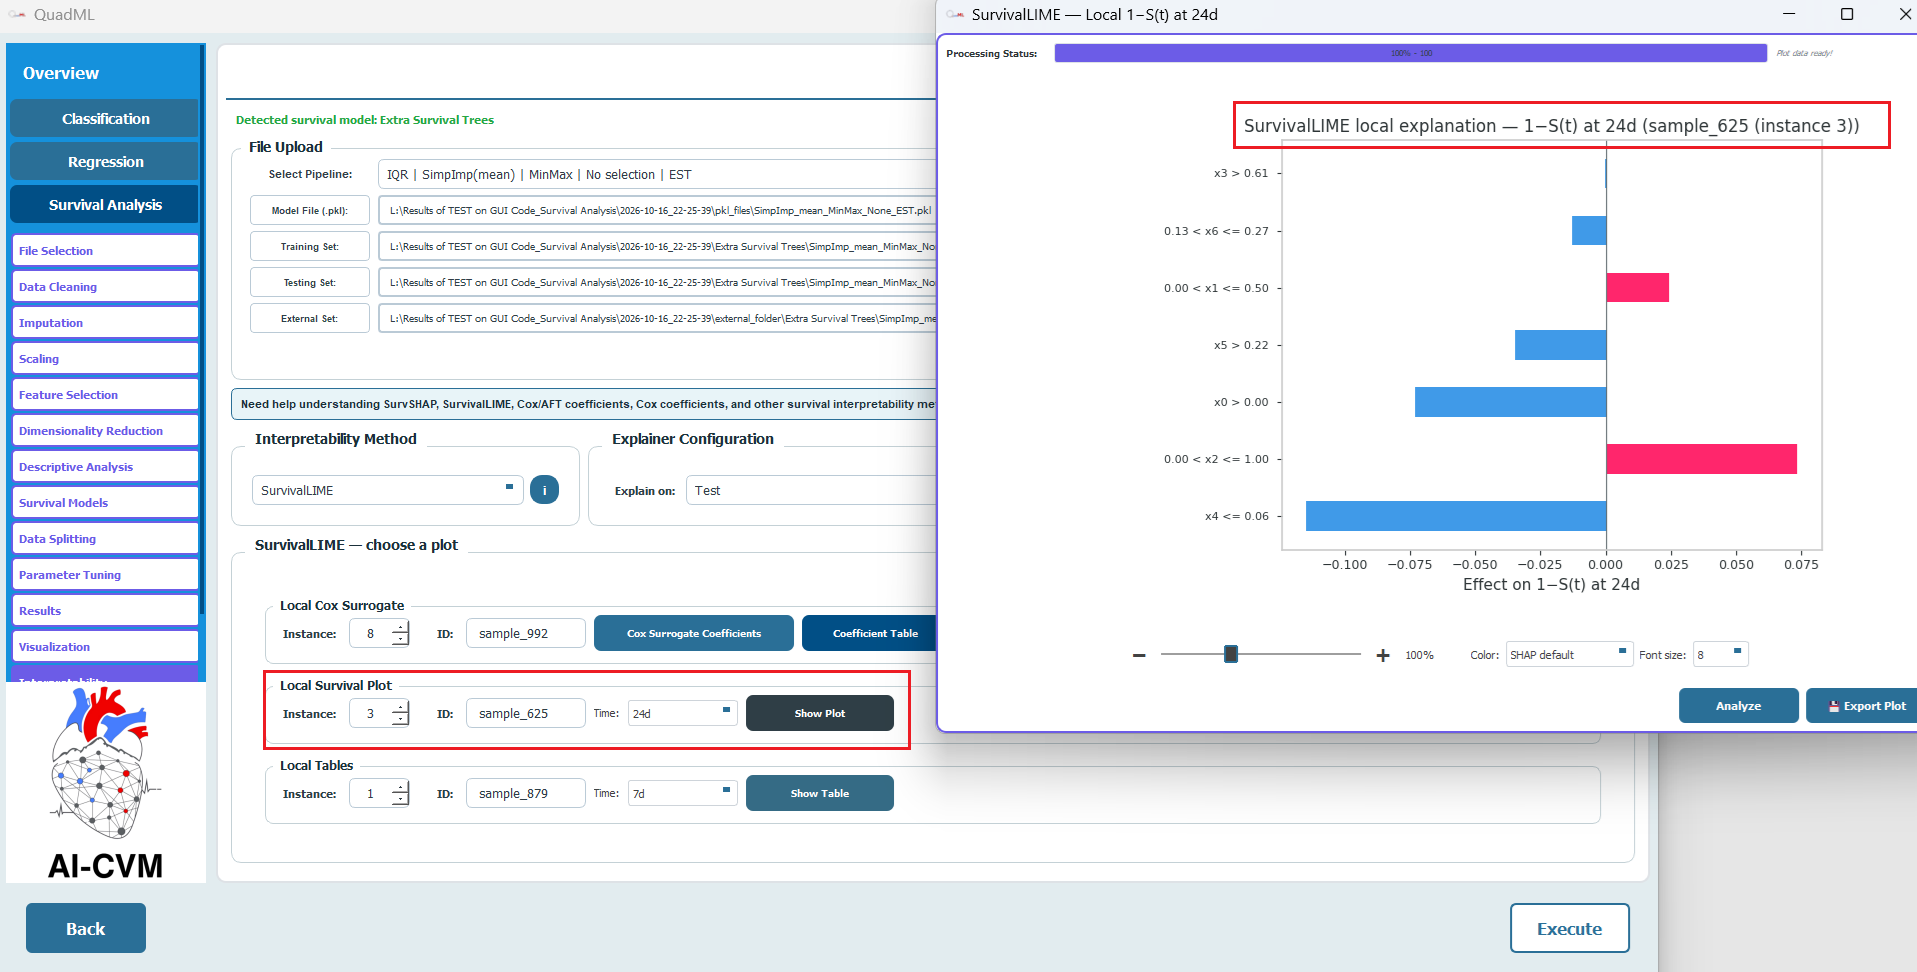 QuadML
Overview
Classification
Regression
Survival Analysis
File Selection
Data Cleaning
Imputation
Scaling
Feature Selection
Dimensionality Reduction
Descriptive Analysis
Survival Models
Data Splitting
Parameter Tuning
Results
Visualization
Interpretability
AI-CVM
Back
Detected survival model: Extra Survival Trees
File Upload
Select Pipeline: IQR | SimpImp(mean) | MinMax | No selection | EST
Model File (.pkl): L:\Results of TEST on GUI Code_Survival Analysis\2026-10-16_22-25-39\pkl_files\SimpImp_mean_MinMax_None_EST.pkl
Training Set: L:\Results of TEST on GUI Code_Survival Analysis\2026-10-16_22-25-39\Extra Survival Trees\SimpImp_mean_MinMax_No
Testing Set: L:\Results of TEST on GUI Code_Survival Analysis\2026-10-16_22-25-39\Extra Survival Trees\SimpImp_mean_MinMax_No
External Set: L:\Results of TEST on GUI Code_Survival Analysis\2026-10-16_22-25-39\external_folder\Extra Survival Trees\SimpImp_me
Need help understanding SurvSHAP, SurvivalLIME, Cox/AFT coefficients, Cox coefficients, and other survival interpretability me
Interpretability Method
SurvivalLIME i
Explainer Configuration
Explain on: Test
SurvivalLIME — choose a plot
Local Cox Surrogate
Instance: 8 ID: sample_992 Cox Surrogate Coefficients Coefficient Table
Local Survival Plot
Instance: 3 ID: sample_625 Time: 24d Show Plot
Local Tables
Instance: 1 ID: sample_879 Time: 7d Show Table
Execute
SurvivalLIME — Local 1−S(t) at 24d
Processing Status: 100% - 100 Plot data ready!
SurvivalLIME local explanation — 1−S(t) at 24d (sample_625 (instance 3))
x3 > 0.61
0.13 < x6 <= 0.27
0.00 < x1 <= 0.50
x5 > 0.22
x0 > 0.00
0.00 < x2 <= 1.00
x4 <= 0.06
−0.100 −0.075 −0.050 −0.025 0.000 0.025 0.050 0.075
Effect on 1−S(t) at 24d
− + 100% Color: SHAP default Font size: 8
Analyze Export Plot